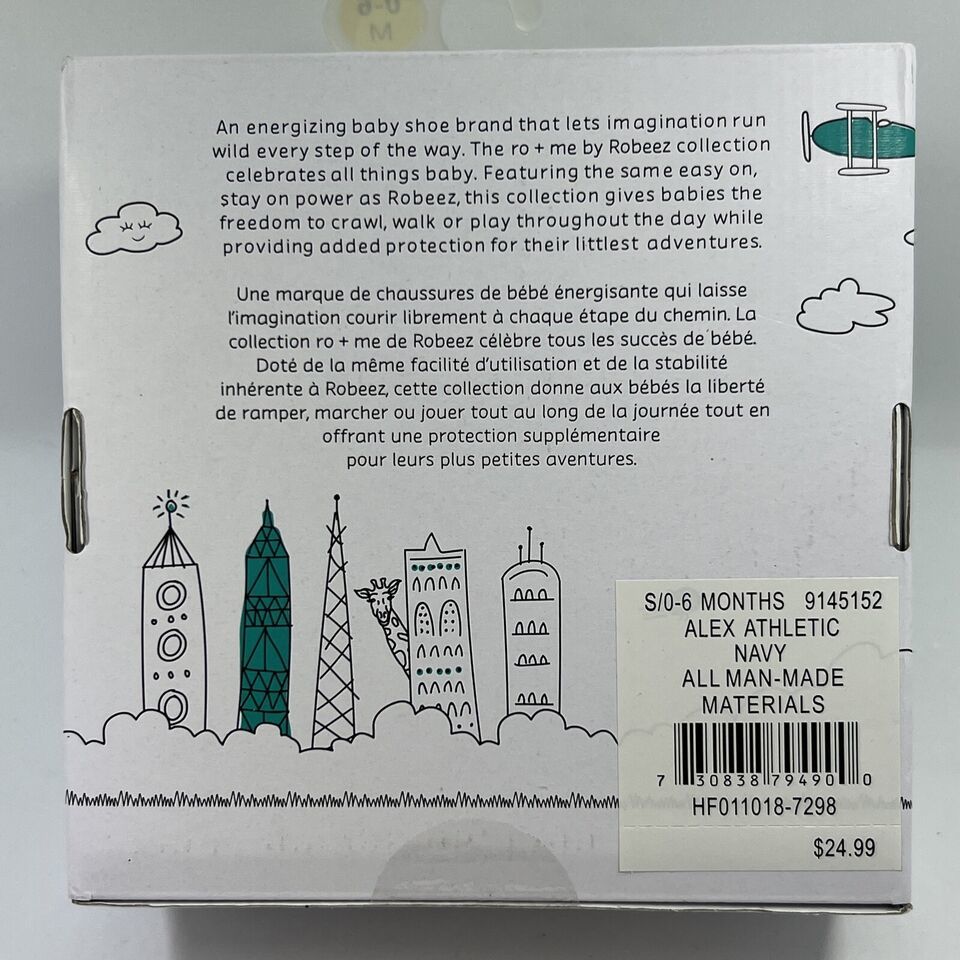 0-6
M
An energizing baby shoe brand that lets imagination run
wild every step of the way. The ro + me by Robeez collection
celebrates all things baby. Featuring the same easy on,
stay on power as Robeez, this collection gives babies the
freedom to crawl, walk or play throughout the day while
providing added protection for their littlest adventures.
Une marque de chaussures de bébé énergisante qui laisse
l'imagination courir librement à chaque étape du chemin. La
collection ro + me de Robeez célèbre tous les succès de bébé.
Doté de la même facilité d'utilisation et de la stabilité
inhérente à Robeez, cette collection donne aux bébés la liberté
de ramper, marcher ou jouer tout au long de la journée tout en
offrant une protection supplémentaire
pour leurs plus petites aventures.
S/0-6 MONTHS 9145152
ALEX ATHLETIC
NAVY
ALL MAN-MADE
MATERIALS
7 30838 79490 0
HF011018-7298
$24.99